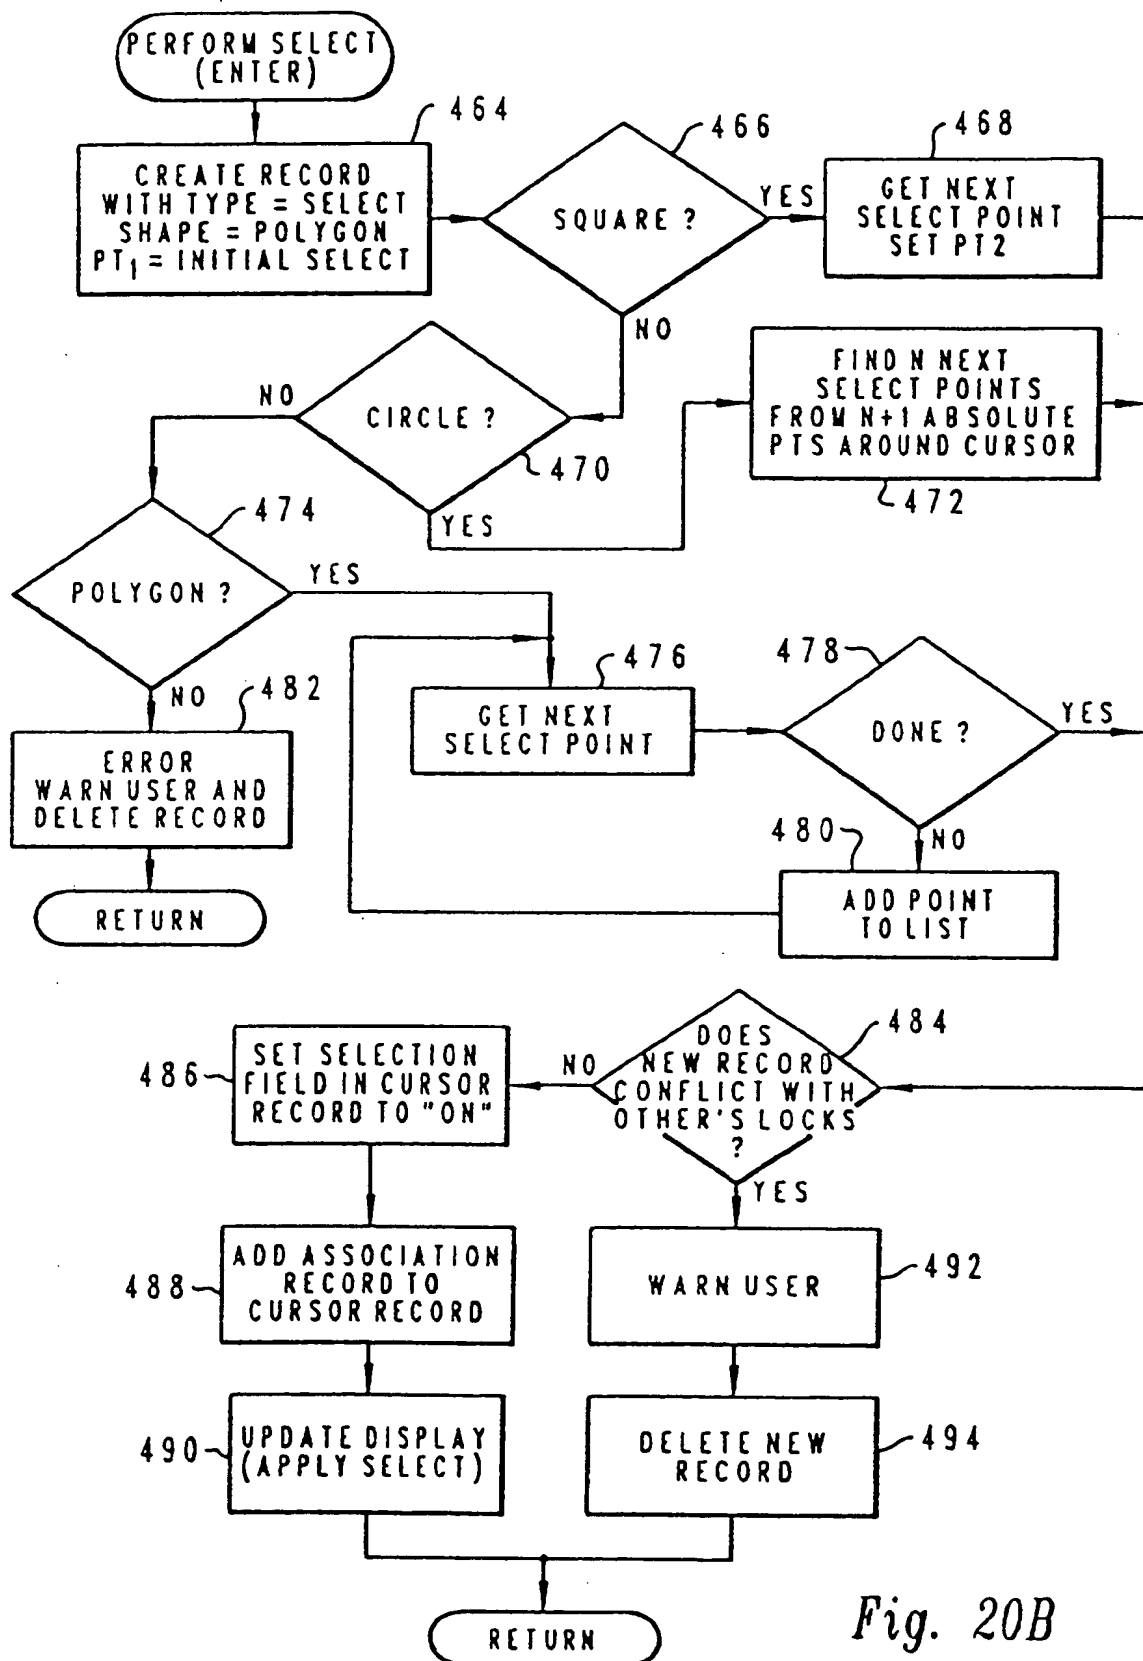 PERFORM SELECT
(ENTER)
464
CREATE RECORD
WITH TYPE = SELECT
SHAPE = POLYGON
PT1 = INITIAL SELECT
466
SQUARE ?
YES
NO
468
GET NEXT
SELECT POINT
SET PT2
CIRCLE ?
NO
470
YES
FIND N NEXT
SELECT POINTS
FROM N+1 ABSOLUTE
PTS AROUND CURSOR
472
474
POLYGON ?
YES
NO
482
ERROR
WARN USER AND
DELETE RECORD
RETURN
476
GET NEXT
SELECT POINT
478
DONE ?
YES
NO
480
ADD POINT
TO LIST
484
DOES
NEW RECORD
CONFLICT WITH
OTHER'S LOCKS
?
NO
YES
486
SET SELECTION
FIELD IN CURSOR
RECORD TO "ON"
488
ADD ASSOCIATION
RECORD TO
CURSOR RECORD
490
UPDATE DISPLAY
(APPLY SELECT)
WARN USER
492
DELETE NEW
RECORD
494
RETURN
Fig. 20B